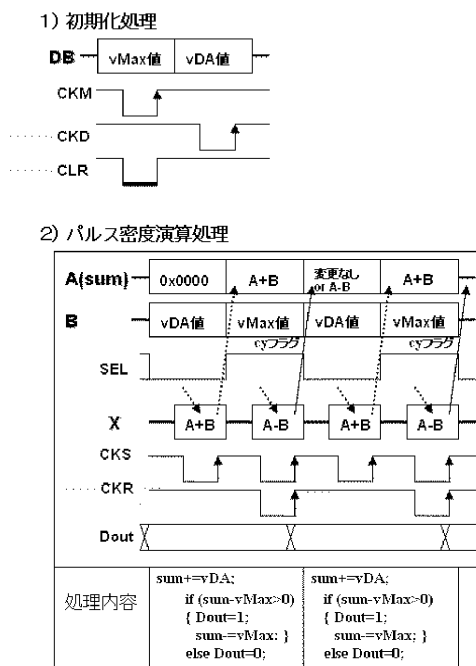 1) 初期化処理
DB vMax値 vDA値
CKM
CKD
CLR
2) パルス密度演算処理
A(sum) 0x0000 A+B 変更なし or A-B A+B
B vDA値 vMax値 vDA値 vMax値
cyフラグ cyフラグ
SEL
X A+B A-B A+B A-B
CKS
CKR
Dout
処理内容
sum+=vDA;
if (sum-vMax>0)
{ Dout=1;
sum-=vMax; }
else Dout=0;
sum+=vDA;
if (sum-vMax>0)
{ Dout=1;
sum-=vMax; }
else Dout=0;